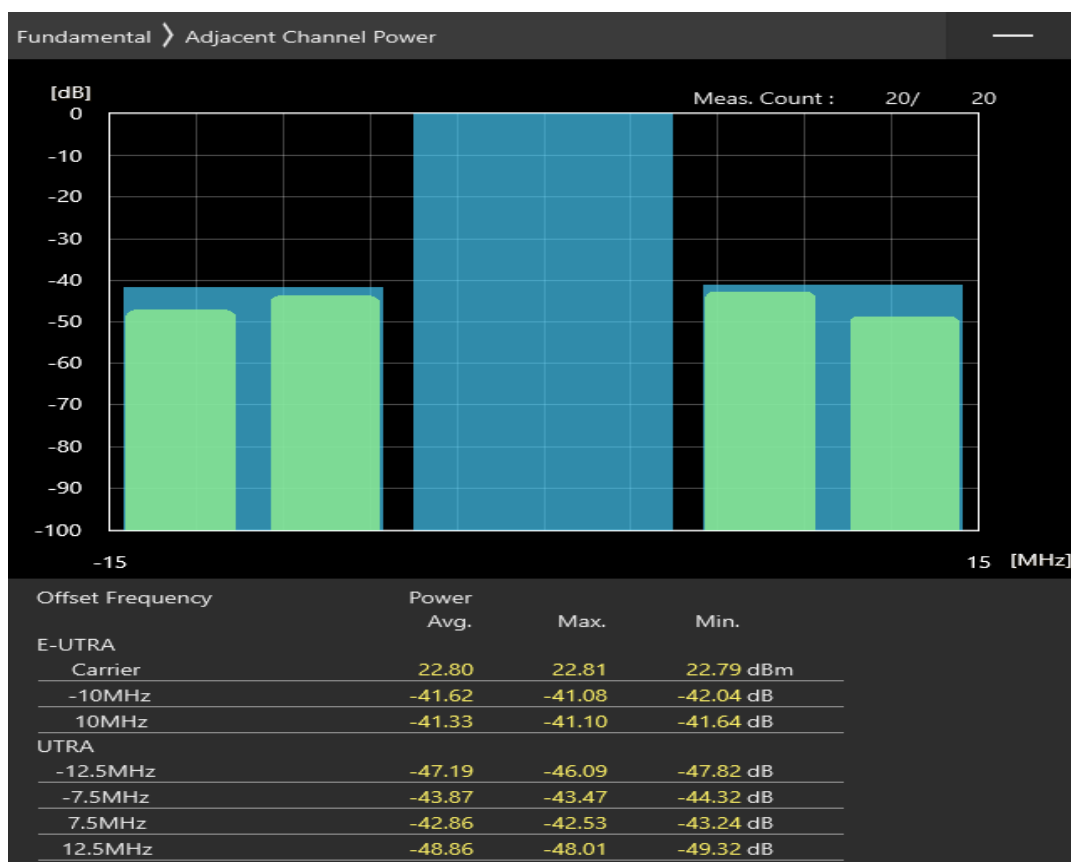 Fundamental 〉 Adjacent Channel Power
[dB]
Meas. Count : 20/ 20
0
-10
-20
-30
-40
-50
-60
-70
-80
-90
-100
-15 15 [MHz]
Offset Frequency Power
Avg. Max. Min.
E-UTRA
Carrier 22.80 22.81 22.79 dBm
-10MHz -41.62 -41.08 -42.04 dB
10MHz -41.33 -41.10 -41.64 dB
UTRA
-12.5MHz -47.19 -46.09 -47.82 dB
-7.5MHz -43.87 -43.47 -44.32 dB
7.5MHz -42.86 -42.53 -43.24 dB
12.5MHz -48.86 -48.01 -49.32 dB